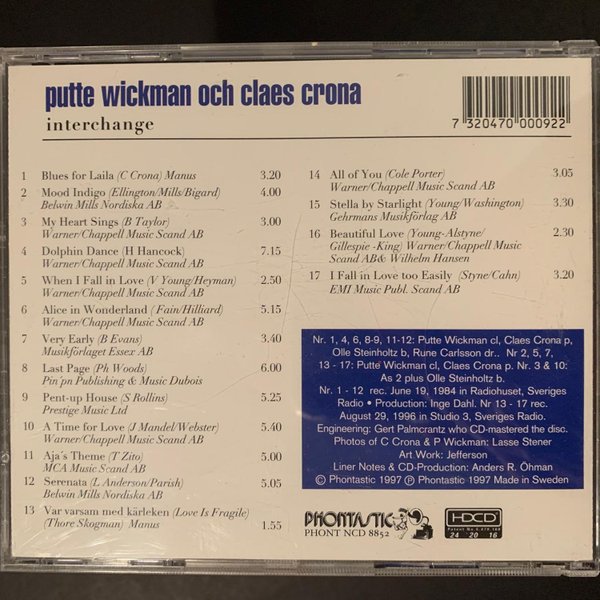 putte wickman och claes crona
interchange
7 320470 000922
1 Blues for Laila (C Crona) Manus 3.20
2 Mood Indigo (Ellington/Mills/Bigard) 4.00
Belwin Mills Nordiska AB
3 My Heart Sings (B Taylor) 3.00
Warner/Chappell Music Scand AB
4 Dolphin Dance (H Hancock) 7.15
Warner/Chappell Music Scand AB
5 When I Fall in Love (V Young/Heyman) 2.50
Warner/Chappell Music Scand AB
6 Alice in Wonderland ( Fain/Hilliard) 5.15
Warner/Chappell Music Scand AB
7 Very Early (B Evans) 3.40
Musikförlaget Essex AB
8 Last Page (Ph Woods) 6.00
Pin'pn Publishing & Music Dubois
9 Pent-up House (S Rollins) 5.25
Prestige Music Ltd
10 A Time for Love (J Mandel/Webster) 5.40
Warner/Chappell Music Scand AB
11 Aja´s Theme (T Zito) 5.00
MCA Music Scand AB
12 Serenata (L Anderson/Parish) 5.05
Belwin Mills Nordiska AB
13 Var varsam med kärleken (Love Is Fragile)
(Thore Skogman) Manus 1.55
14 All of You (Cole Porter) 3.05
Warner/Chappell Music Scand AB
15 Stella by Starlight (Young/Washington) 3.30
Gehrmans Musikförlag AB
16 Beautiful Love (Young-Alstyne/ 2.30
Gillespie -King) Warner/Chappell Music
Scand AB& Wilhelm Hansen
17 I Fall in Love too Easily (Styne/Cahn) 3.20
EMI Music Publ. Scand AB
Nr. 1, 4, 6, 8-9, 11-12: Putte Wickman cl, Claes Crona p,
Olle Steinholtz b, Rune Carlsson dr.. Nr 2, 5, 7,
13 - 17: Putte Wickman cl, Claes Crona p. Nr. 3 & 10:
As 2 plus Olle Steinholtz b.
Nr. 1 - 12 rec. June 19, 1984 in Radiohuset, Sveriges
Radio • Production: Inge Dahl. Nr 13 - 17 rec.
August 29, 1996 in Studio 3, Sveriges Radio.
Engineering: Gert Palmcrantz who CD-mastered the disc.
Photos of C Crona & P Wickman: Lasse Stener
Art Work: Jefferson
Liner Notes & CD-Production: Anders R. Öhman
© Phontastic 1997 ℗ Phontastic 1997 Made in Sweden
PHONTASTIC
PHONT NCD 8852
HDCD
24 20 16